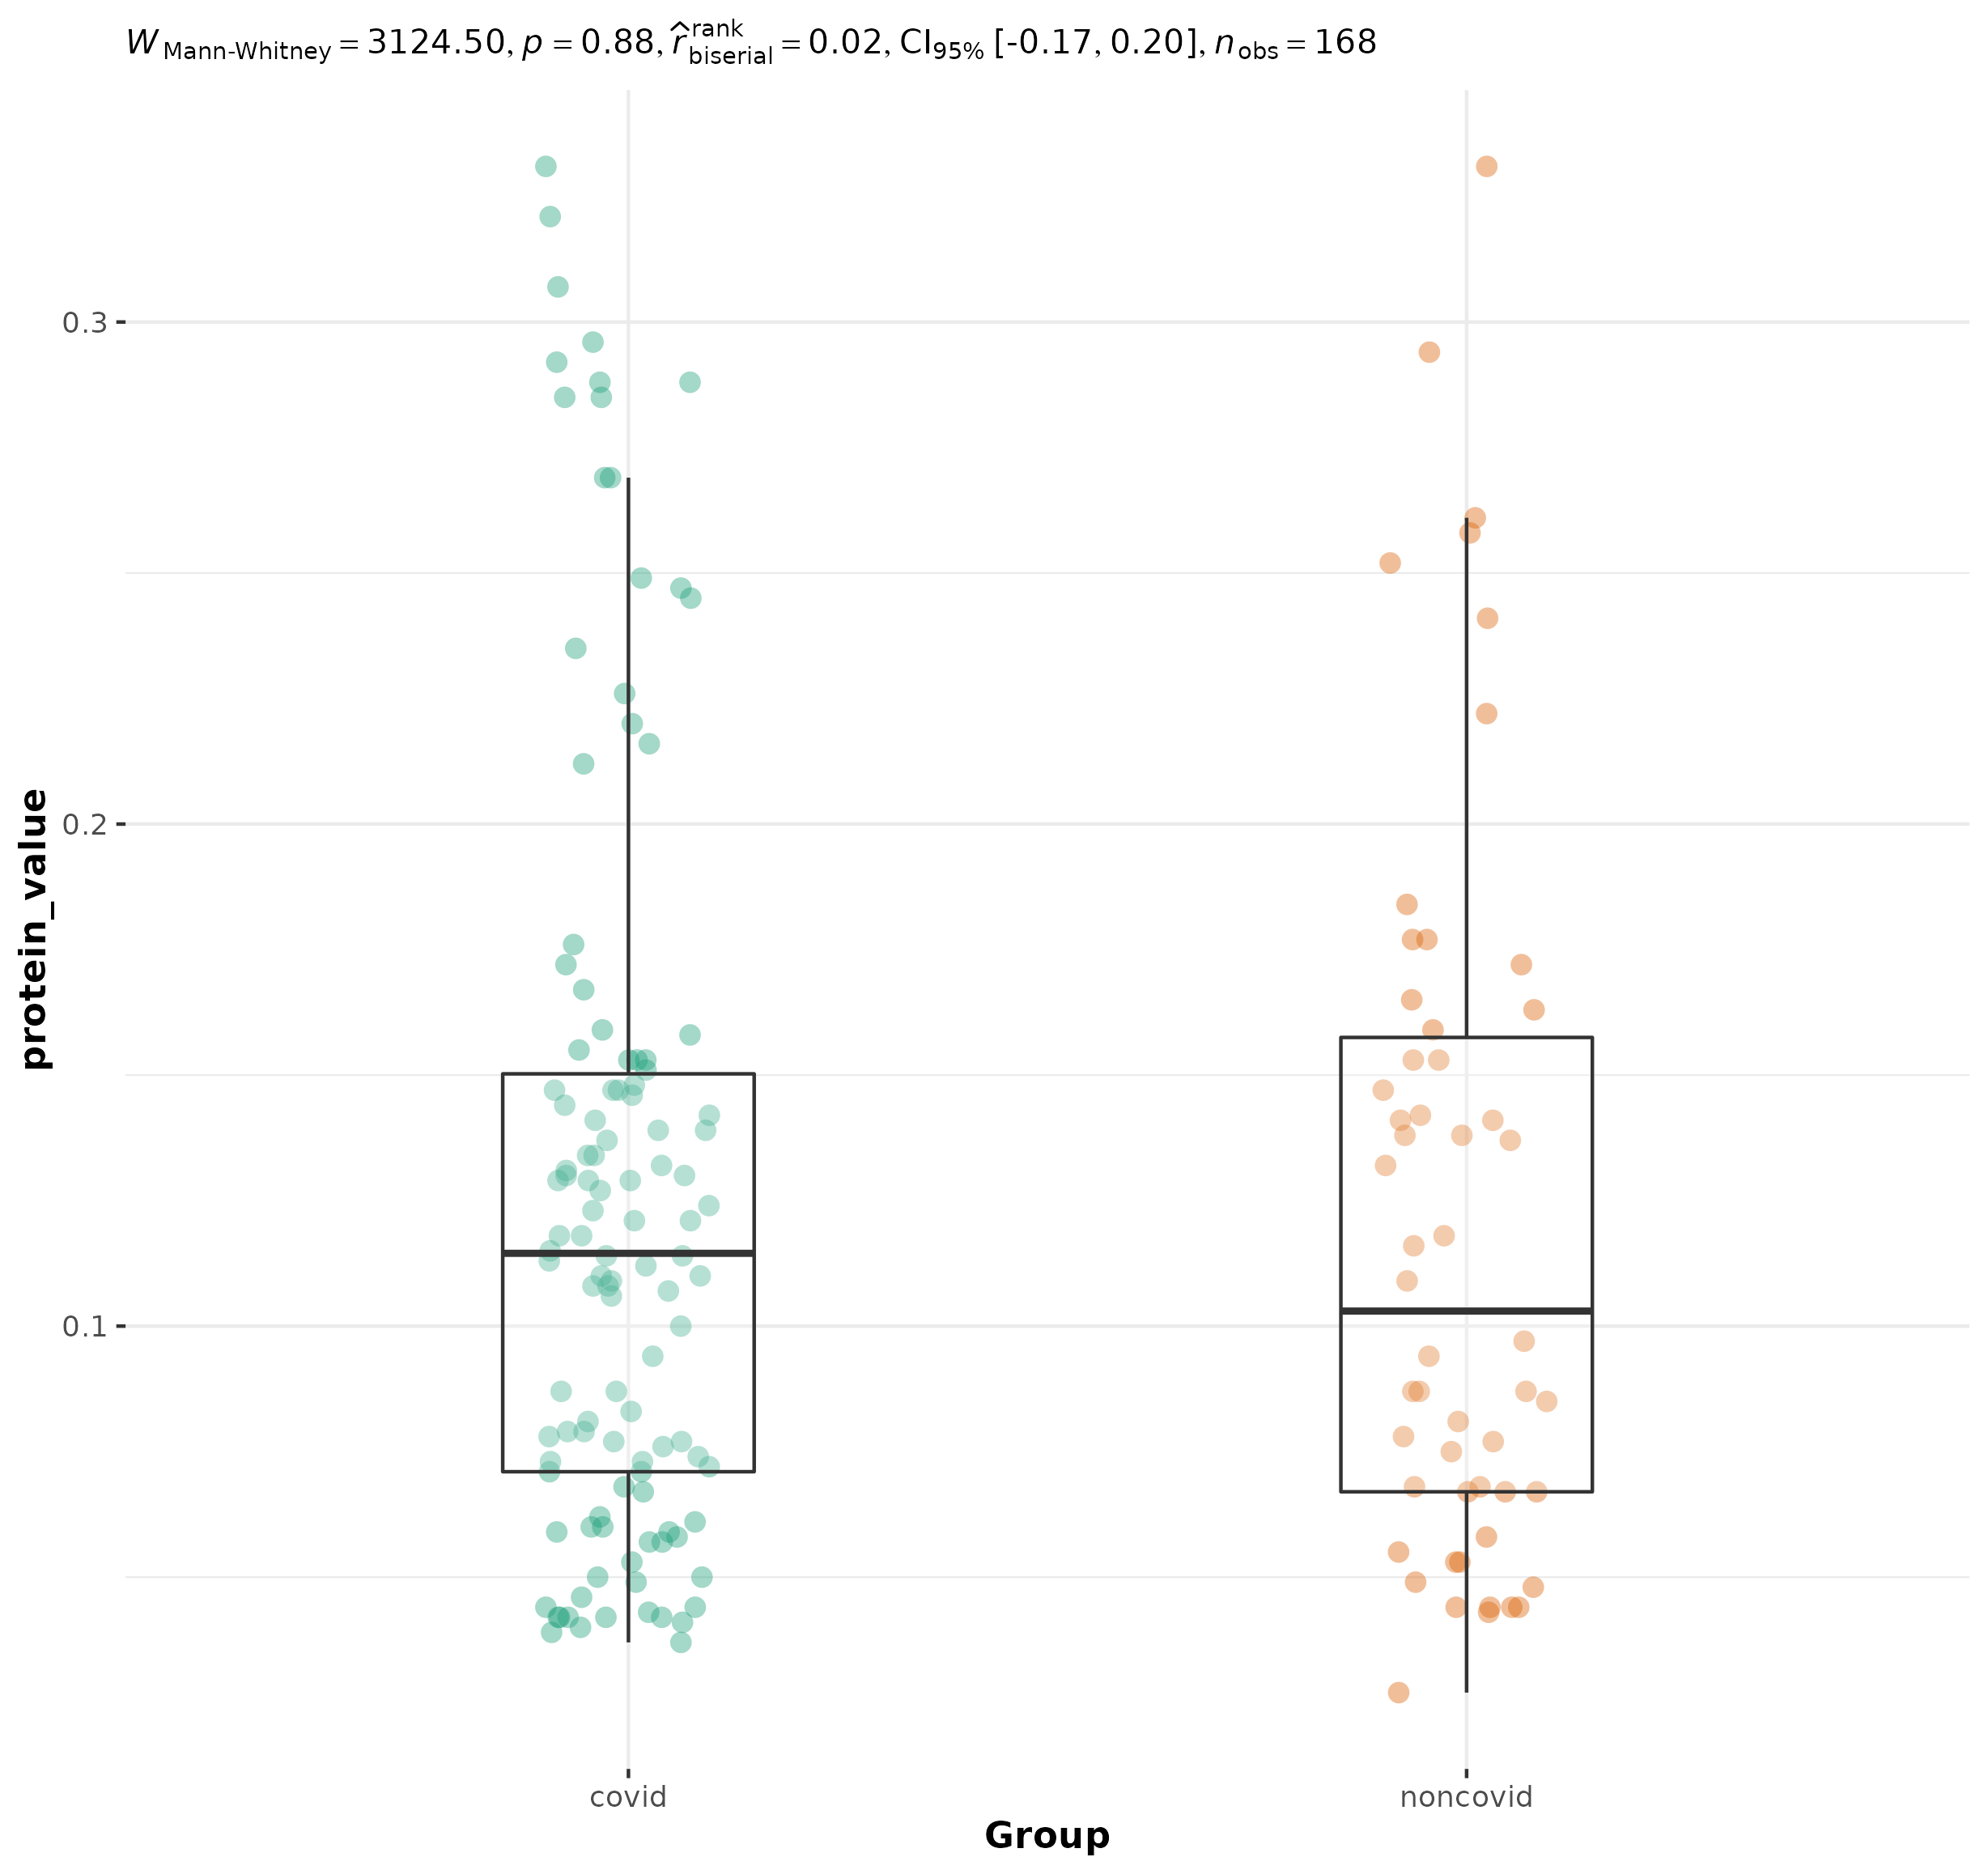 W Mann-Whitney = 3124.50, p = 0.88, r̂ rank biserial = 0.02, CI95% [-0.17, 0.20], nobs = 168
0.3
0.2
0.1
protein_value
covid noncovid
Group